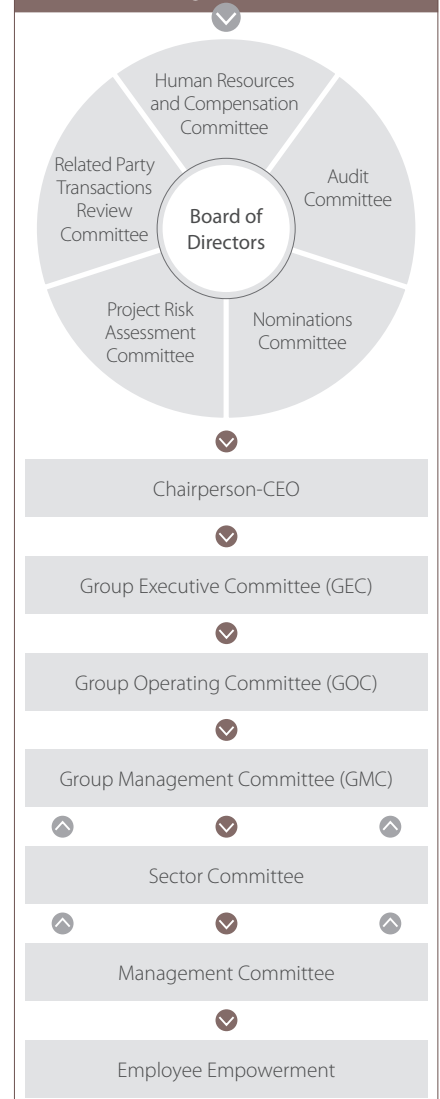 Human Resources
and Compensation
Committee
Related Party
Transactions
Review
Committee
Audit
Committee
Board of
Directors
Project Risk
Assessment
Committee
Nominations
Committee
Chairperson-CEO
Group Executive Committee (GEC)
Group Operating Committee (GOC)
Group Management Committee (GMC)
Sector Committee
Management Committee
Employee Empowerment